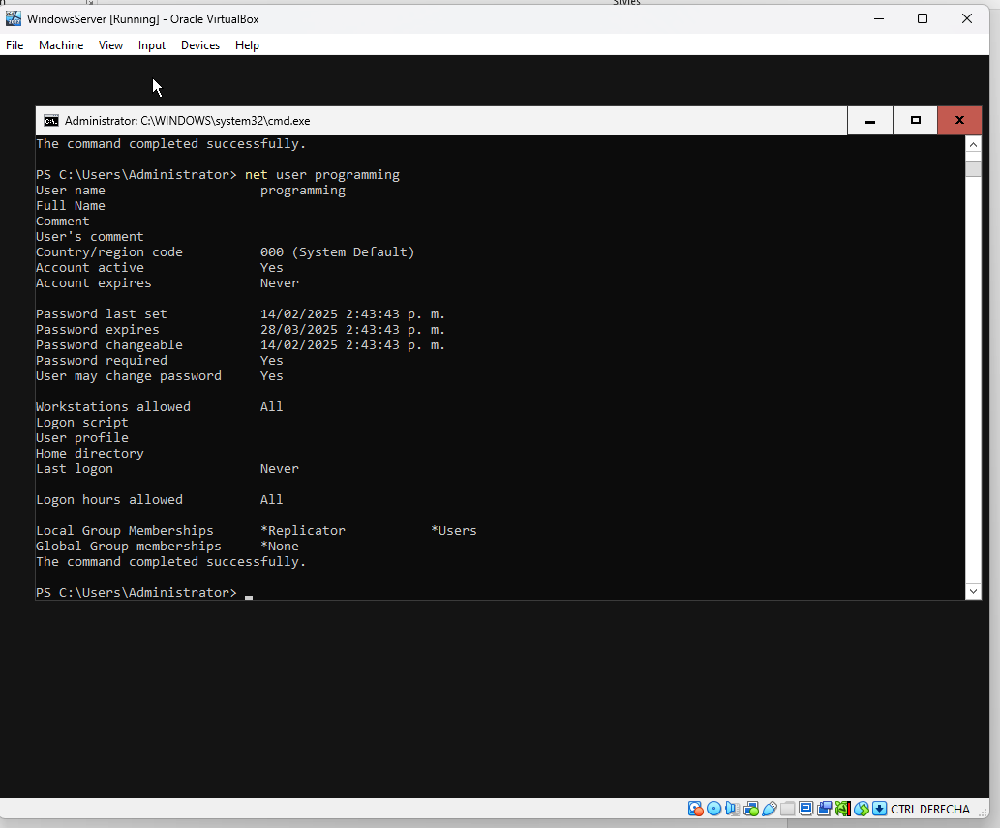 Styles
WindowsServer [Running] - Oracle VirtualBox
File Machine View Input Devices Help
Administrator: C:\WINDOWS\system32\cmd.exe
The command completed successfully.
PS C:\Users\Administrator> net user programming
User name programming
Full Name
Comment
User's comment
Country/region code 000 (System Default)
Account active Yes
Account expires Never
Password last set 14/02/2025 2:43:43 p. m.
Password expires 28/03/2025 2:43:43 p. m.
Password changeable 14/02/2025 2:43:43 p. m.
Password required Yes
User may change password Yes
Workstations allowed All
Logon script
User profile
Home directory
Last logon Never
Logon hours allowed All
Local Group Memberships *Replicator *Users
Global Group memberships *None
The command completed successfully.
PS C:\Users\Administrator>
CTRL DERECHA